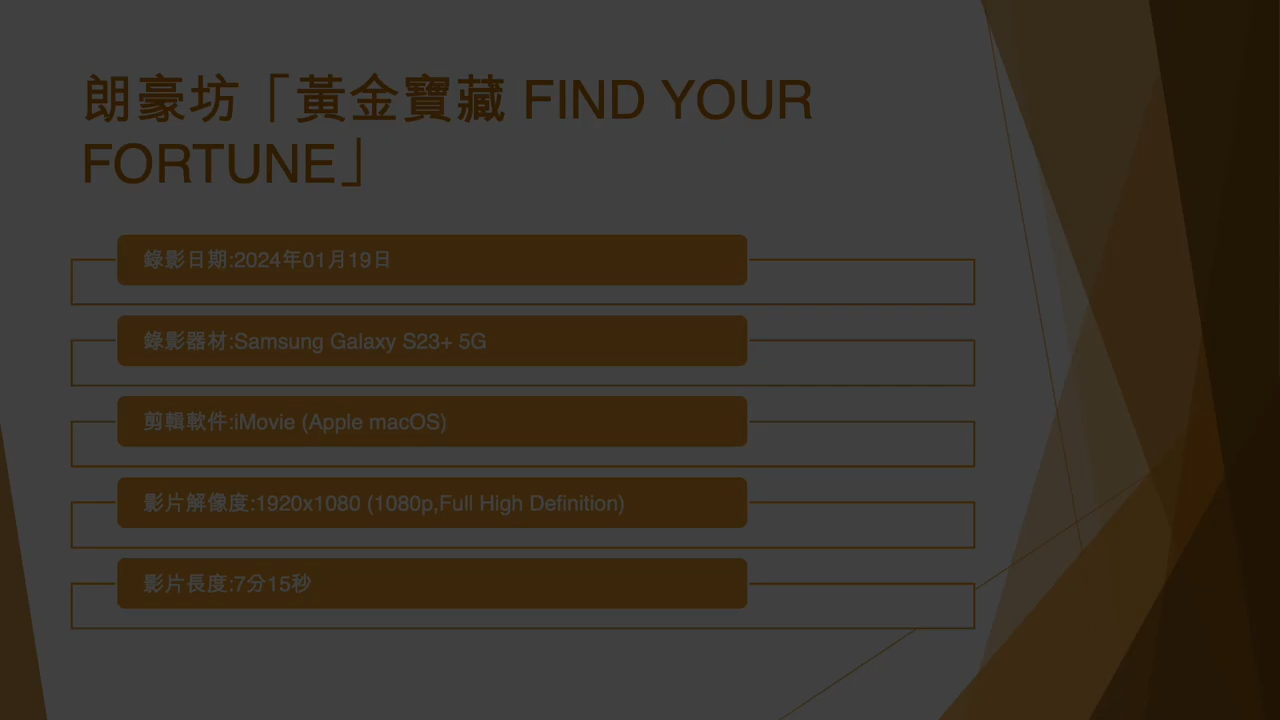 朗豪坊「黃金寶藏 FIND YOUR
FORTUNE」
錄影日期:2024年01月19日
錄影器材:Samsung Galaxy S23+ 5G
剪輯軟件:iMovie (Apple macOS)
影片解像度:1920x1080 (1080p,Full High Definition)
影片長度:7分15秒